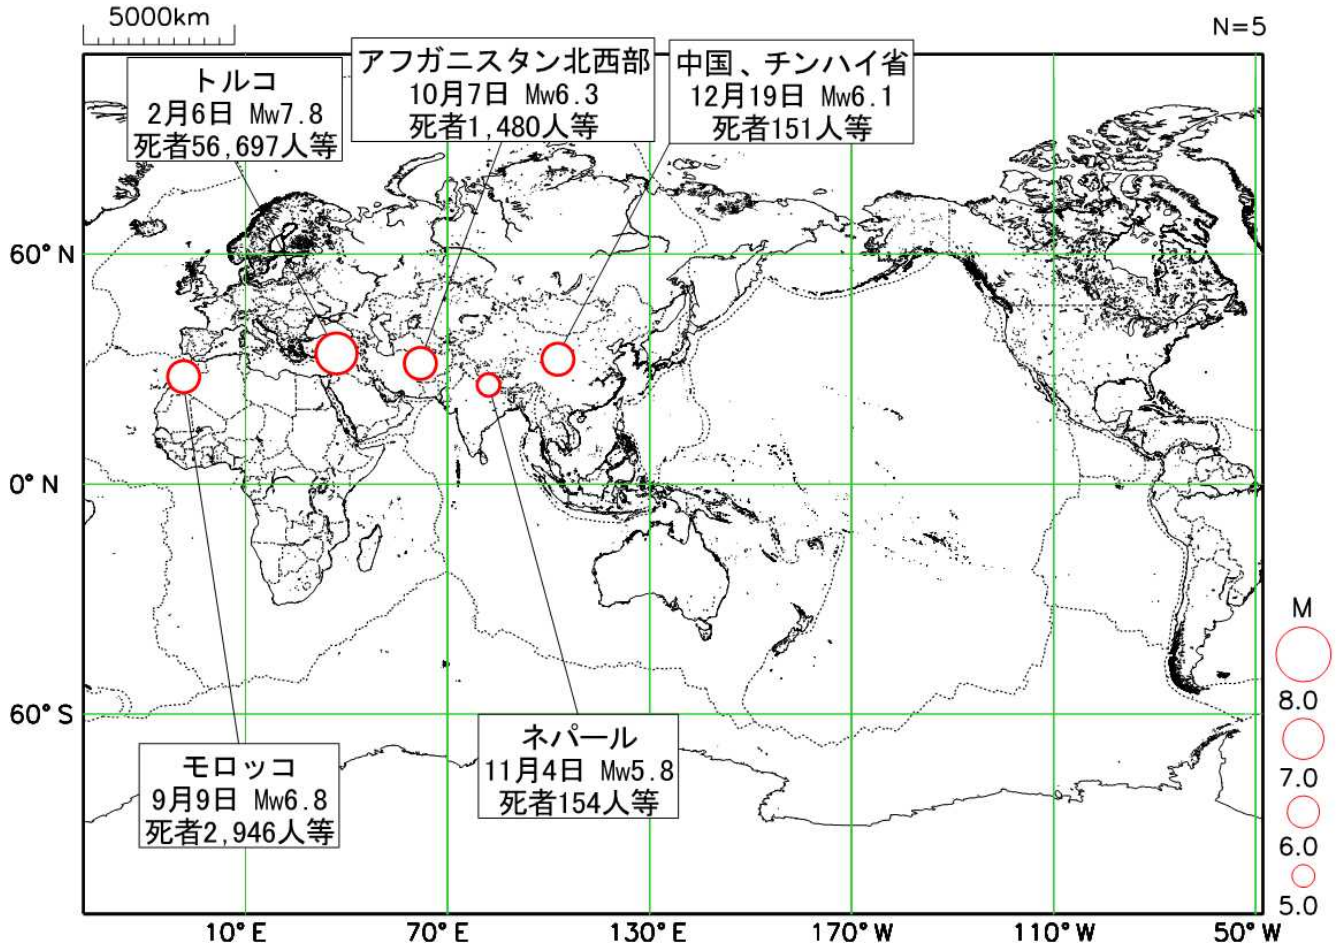 5000km
N=5
トルコ
2月6日 Mw7.8
死者56,697人等
アフガニスタン北西部
10月7日 Mw6.3
死者1,480人等
中国、チンハイ省
12月19日 Mw6.1
死者151人等
60°N
0°N
60°S
モロッコ
9月9日 Mw6.8
死者2,946人等
ネパール
11月4日 Mw5.8
死者154人等
M
8.0
7.0
6.0
5.0
10°E
70°E
130°E
170°W
110°W
50°W